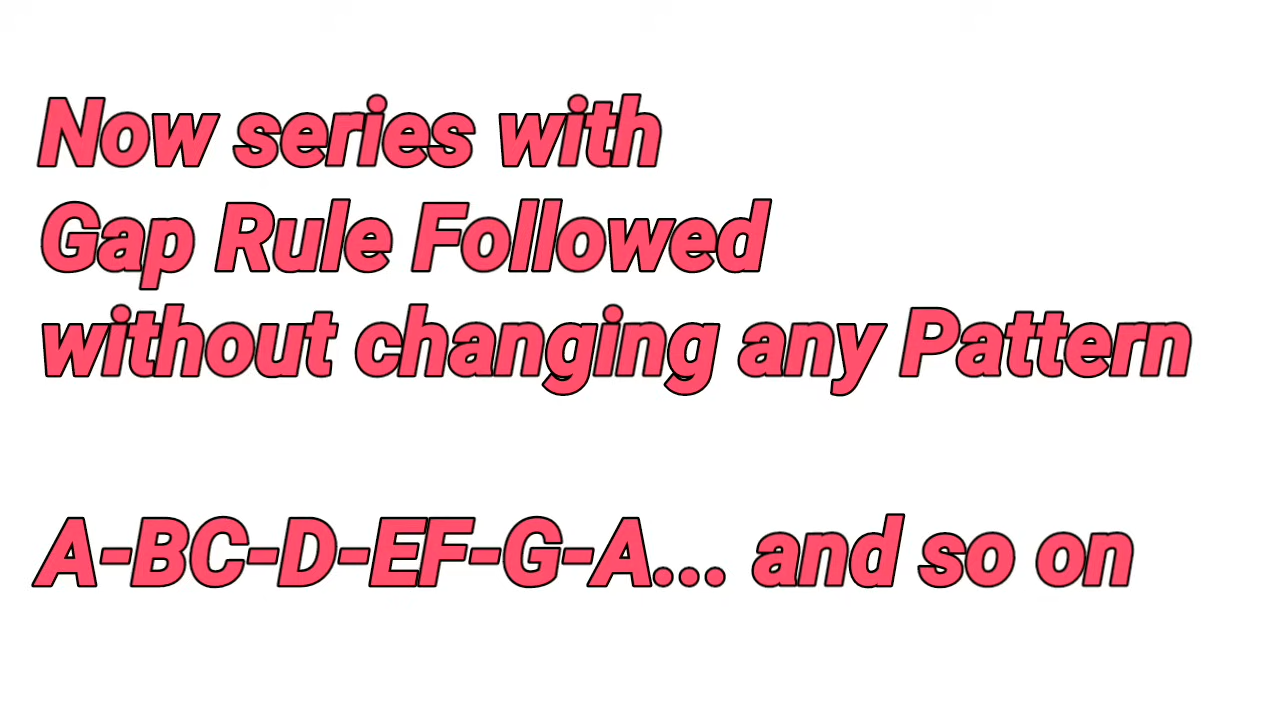 Now series with
Gap Rule Followed
without changing any Pattern
A-BC-D-EF-G-A... and so on